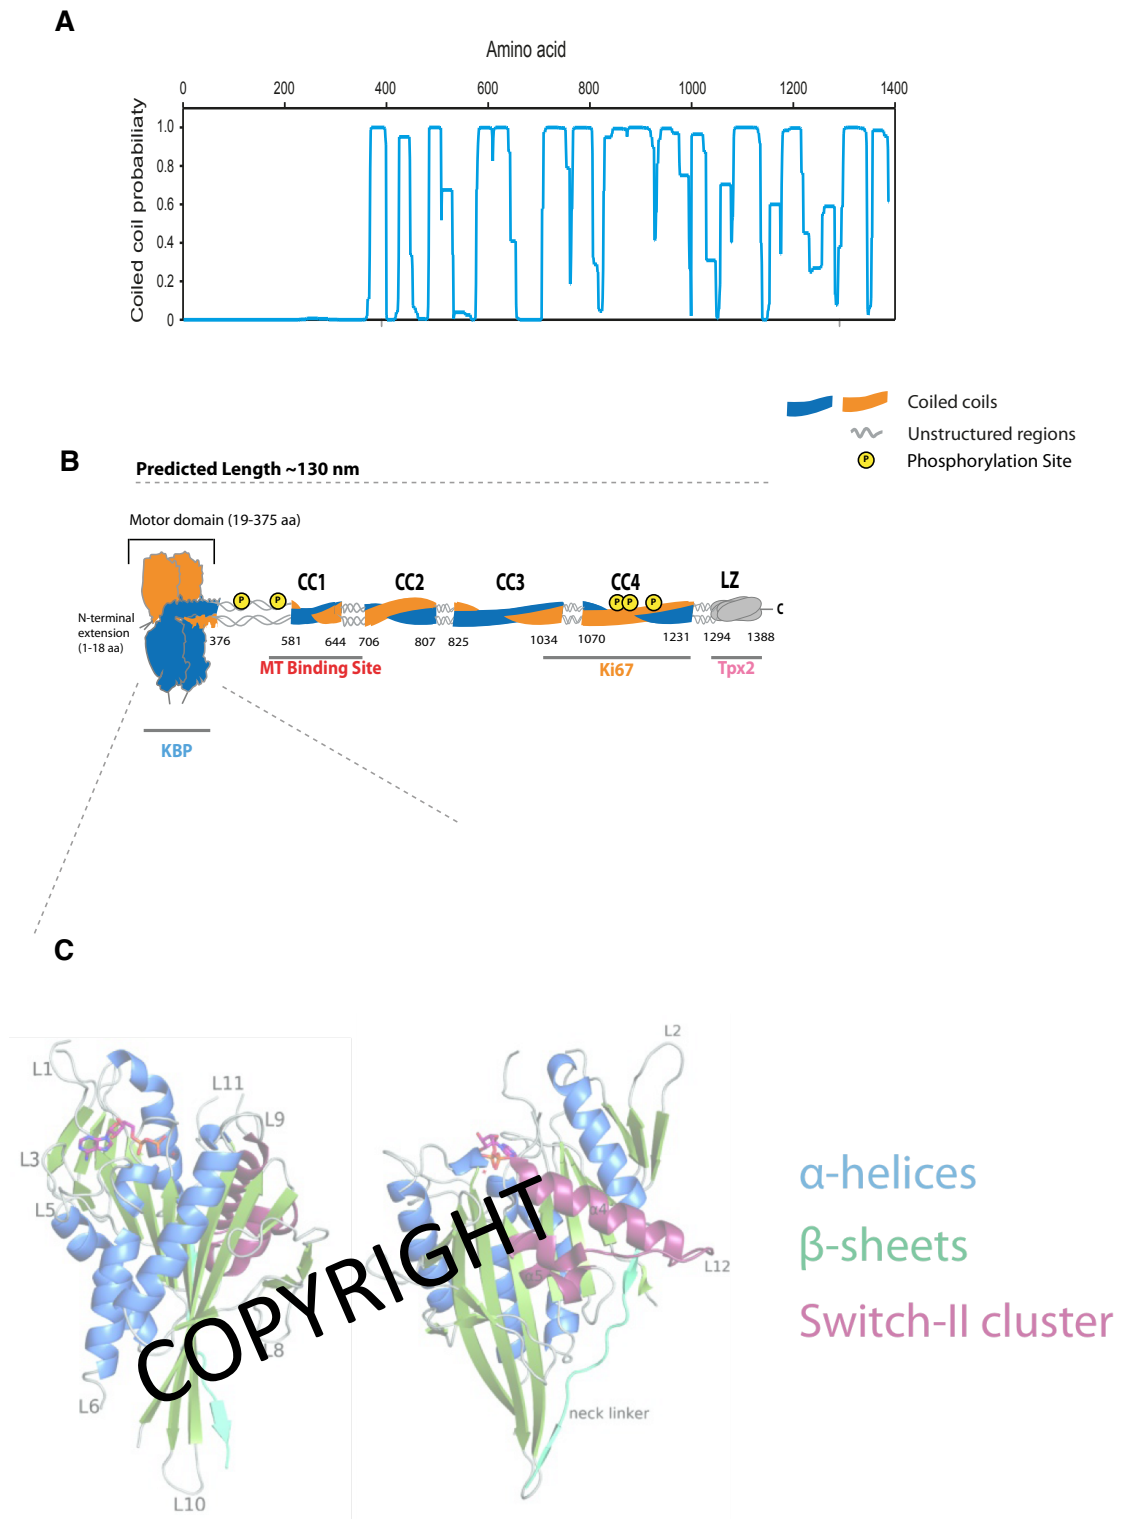 A
Amino acid
0 200 400 600 800 1000 1200 1400
Coiled coil probabiliaty
1.0
0.8
0.6
0.4
0.2
0
Coiled coils
Unstructured regions
P Phosphorylation Site
B
Predicted Length ~130 nm
Motor domain (19-375 aa)
CC1 CC2 CC3 CC4 LZ
P P P P P
N-terminal
extension
(1-18 aa)
C
376 581 644 706 807 825 1034 1070 1231 1294 1388
MT Binding Site Ki67 Tpx2
KBP
C
L1
L11
L9
L3
L5
L8
L6
L10
L2
α4
α5
L12
neck linker
COPYRIGHT
α-helices
β-sheets
Switch-II cluster